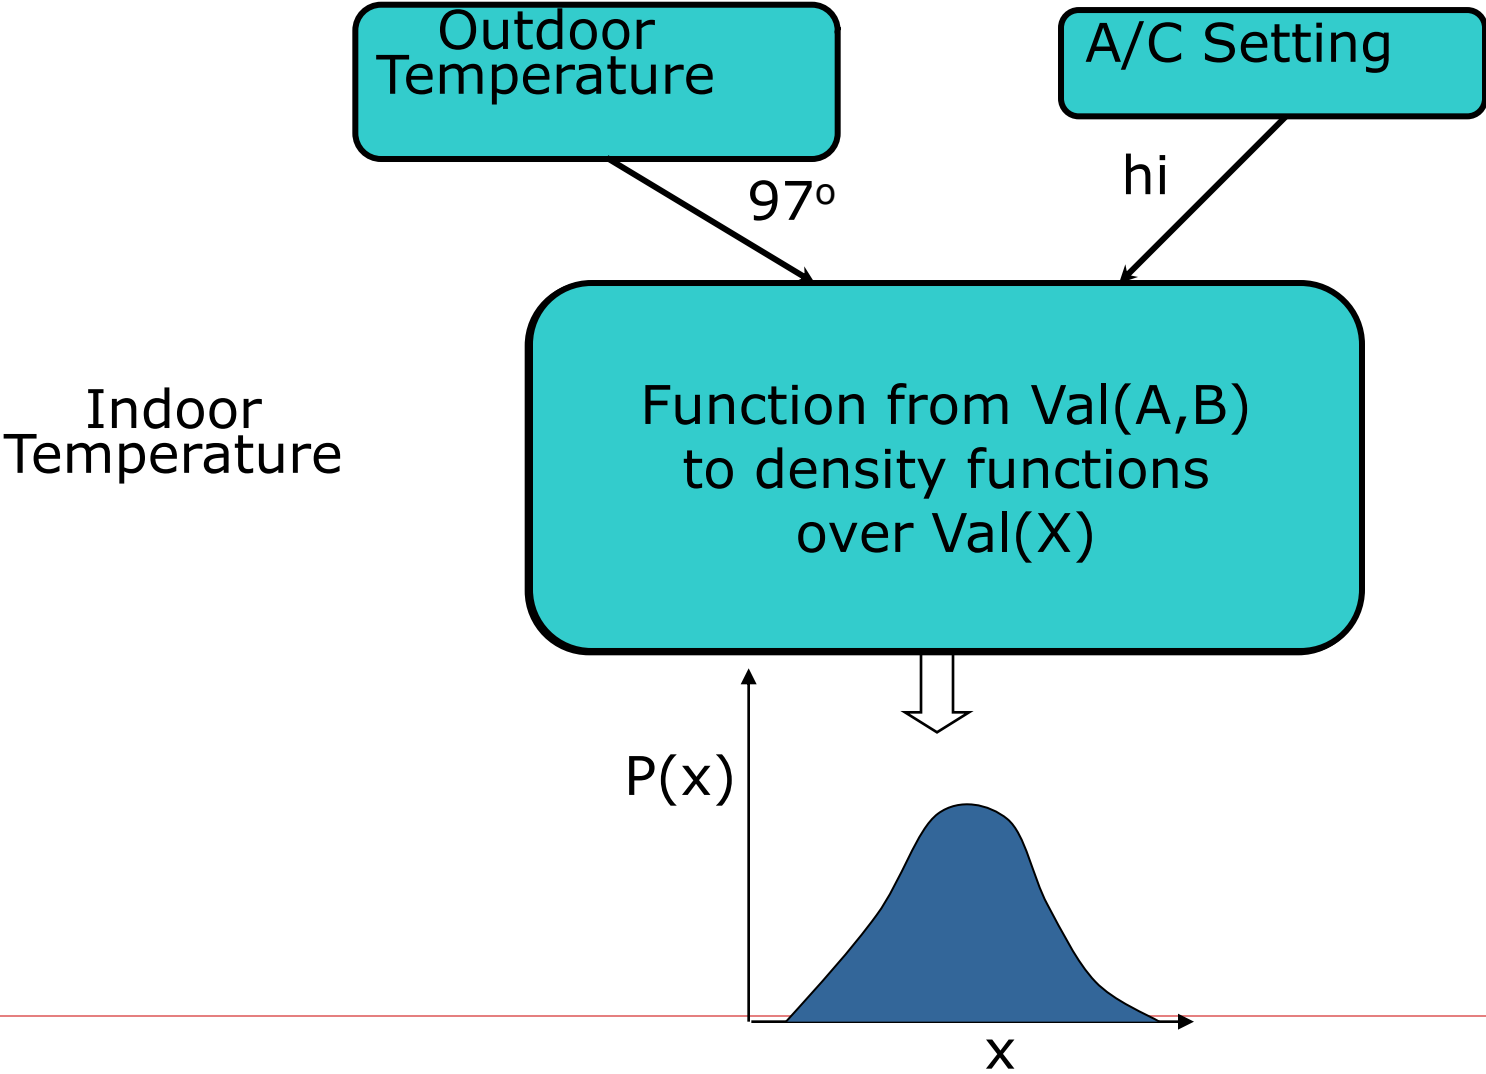 Outdoor
Temperature
A/C Setting
97º
hi
Indoor
Temperature
Function from Val(A,B)
to density functions
over Val(X)
P(x)
x